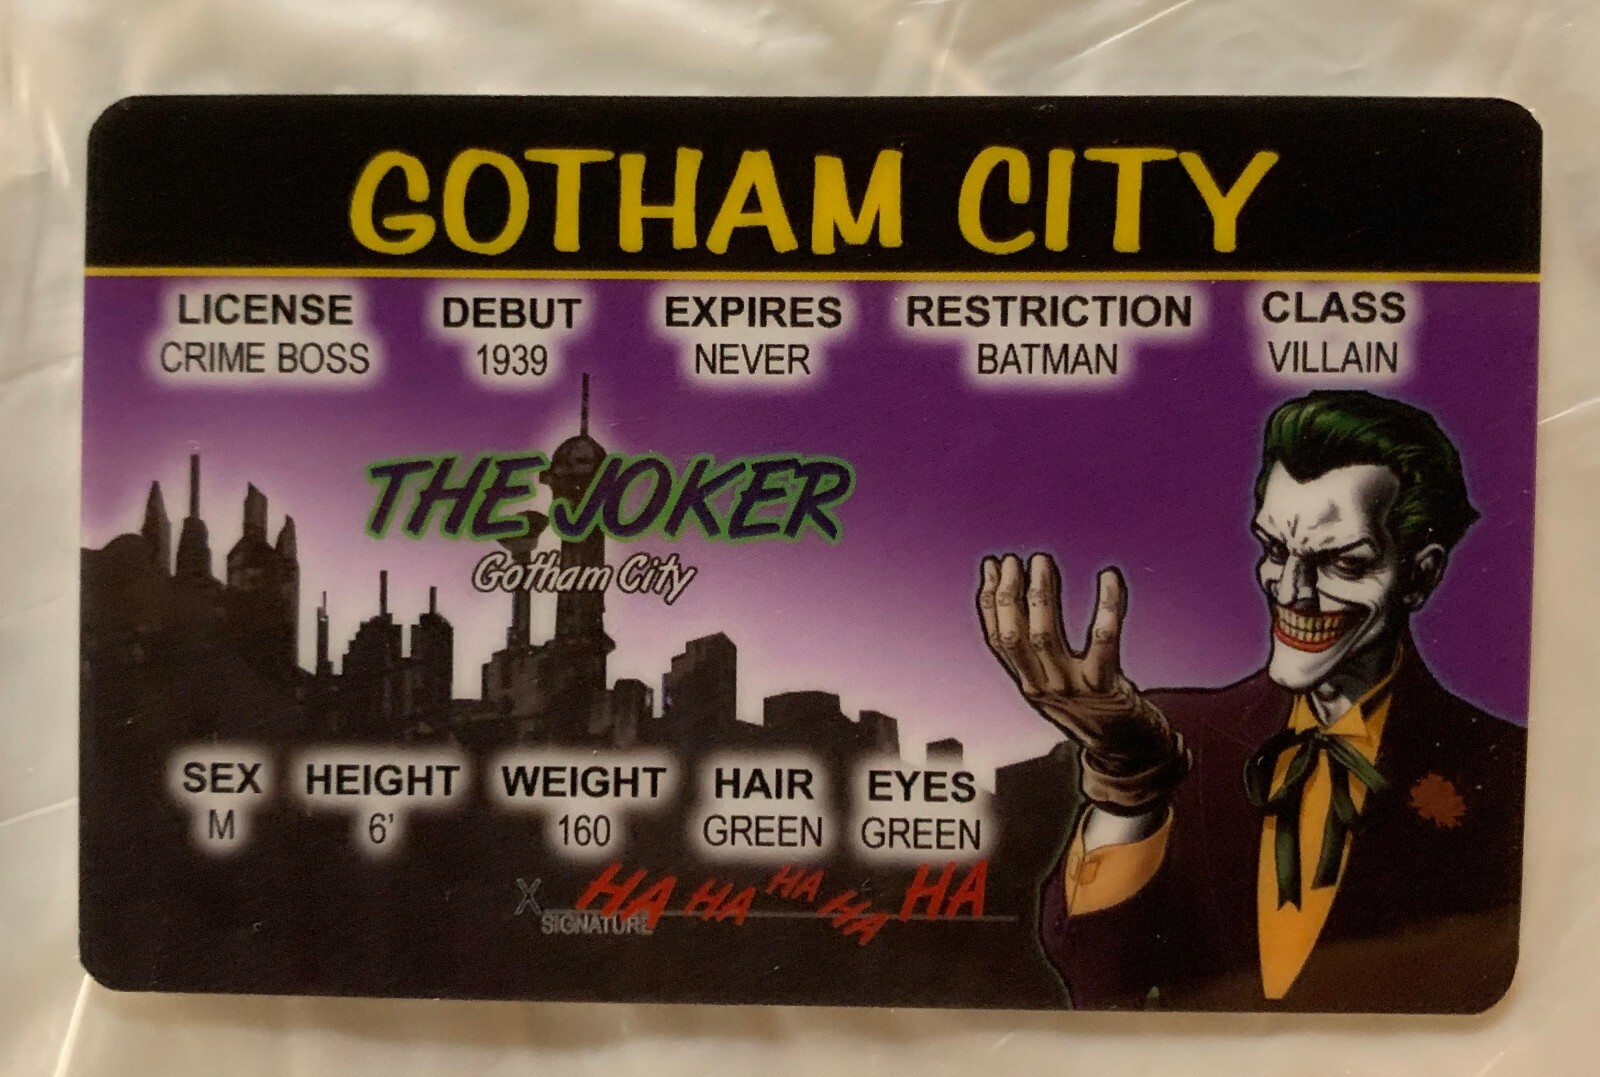 GOTHAM CITY
LICENSE DEBUT EXPIRES RESTRICTION CLASS
CRIME BOSS 1939 NEVER BATMAN VILLAIN
THE JOKER
Gotham City
SEX HEIGHT WEIGHT HAIR EYES
M 6' 160 GREEN GREEN
X HA HA HA HA HA
SIGNATURE